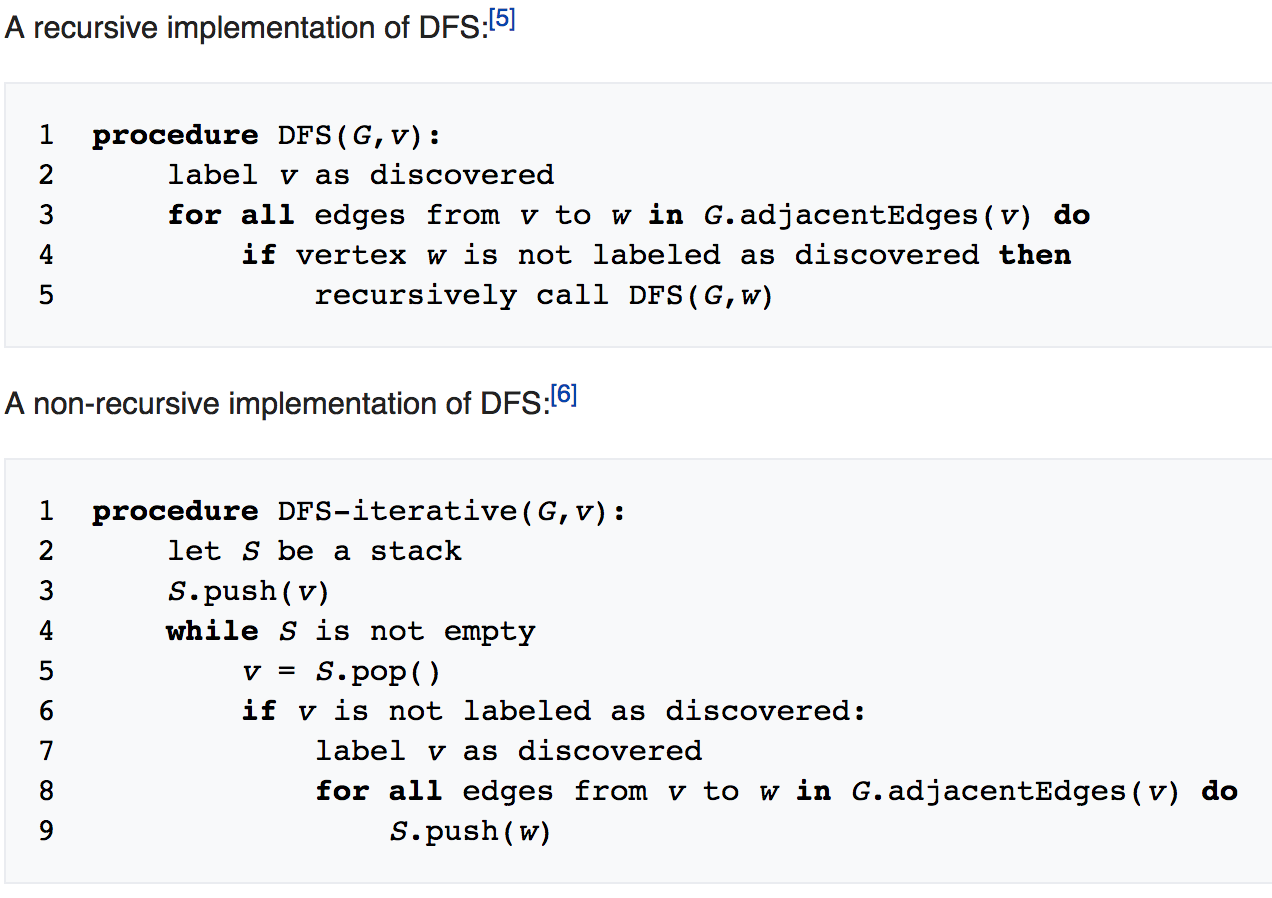 A recursive implementation of DFS:[5]
1 procedure DFS(G,v):
2 label v as discovered
3 for all edges from v to w in G.adjacentEdges(v) do
4 if vertex w is not labeled as discovered then
5 recursively call DFS(G,w)
A non-recursive implementation of DFS:[6]
1 procedure DFS-iterative(G,v):
2 let S be a stack
3 S.push(v)
4 while S is not empty
5 v = S.pop()
6 if v is not labeled as discovered:
7 label v as discovered
8 for all edges from v to w in G.adjacentEdges(v) do
9 S.push(w)